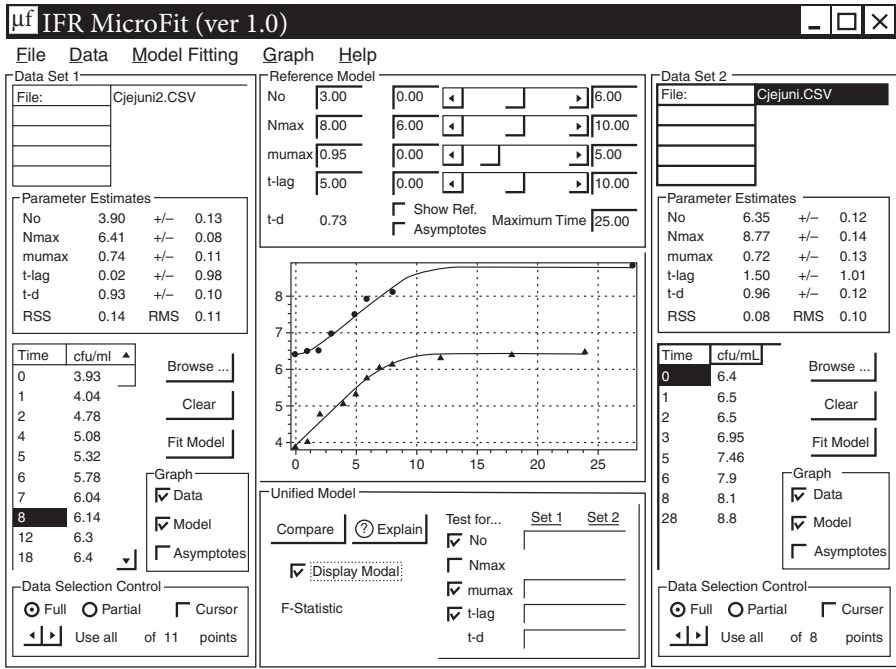 µf IFR MicroFit (ver 1.0)
File Data Model Fitting Graph Help
Data Set 1
File: Cjejuni2.CSV
Parameter Estimates
No 3.90 +/– 0.13
Nmax 6.41 +/– 0.08
mumax 0.74 +/– 0.11
t-lag 0.02 +/– 0.98
t-d 0.93 +/– 0.10
RSS 0.14 RMS 0.11
Time cfu/ml
0 3.93
1 4.04
2 4.78
4 5.08
5 5.32
6 5.78
7 6.04
8 6.14
12 6.3
18 6.4
Browse ...
Clear
Fit Model
Graph
Data
Model
Asymptotes
Data Selection Control
Full Partial Cursor
Use all of 11 points
Reference Model
No 3.00 0.00 6.00
Nmax 8.00 6.00 10.00
mumax 0.95 0.00 5.00
t-lag 5.00 0.00 10.00
t-d 0.73 Show Ref. Asymptotes Maximum Time 25.00
8
7
6
5
4
0 5 10 15 20 25
Unified Model
Compare ? Explain
Display Modal
F-Statistic
Test for... Set 1 Set 2
No
Nmax
mumax
t-lag
t-d
Data Set 2
File: Cjejuni.CSV
Parameter Estimates
No 6.35 +/– 0.12
Nmax 8.77 +/– 0.14
mumax 0.72 +/– 0.13
t-lag 1.50 +/– 1.01
t-d 0.96 +/– 0.12
RSS 0.08 RMS 0.10
Time cfu/mL
0 6.4
1 6.5
2 6.5
3 6.95
5 7.46
6 7.9
8 8.1
28 8.8
Browse ...
Clear
Fit Model
Graph
Data
Model
Asymptotes
Data Selection Control
Full Partial Curser
Use all of 8 points